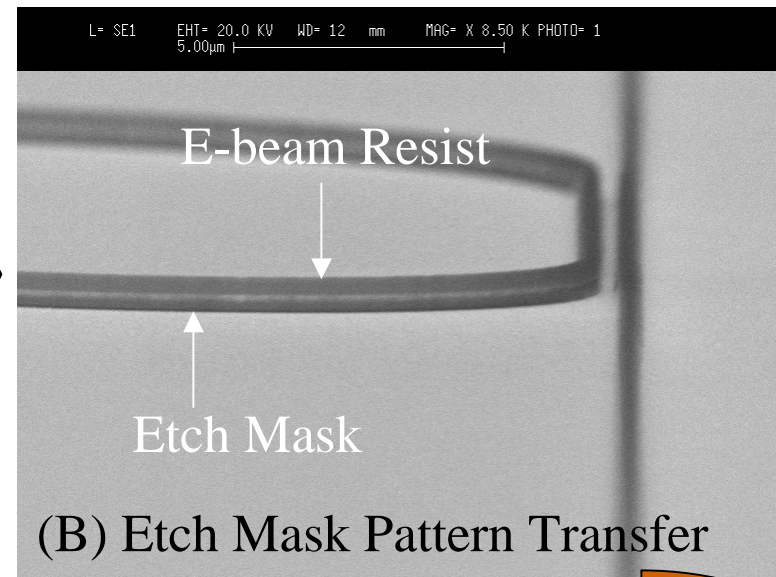 L= SE1 EHT= 20.0 KV WD= 12 mm MAG= X 8.50 K PHOTO= 1
5.00µm
E-beam Resist
Etch Mask
(B) Etch Mask Pattern Transfer